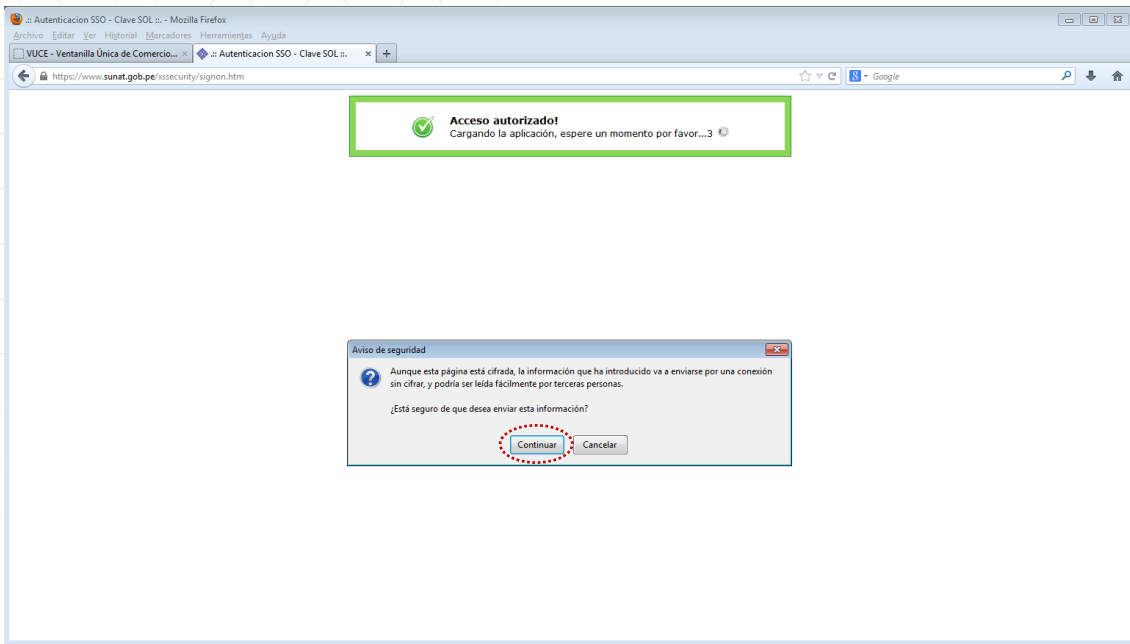 .:: Autenticacion SSO - Clave SOL ::. - Mozilla Firefox
Archivo Editar Ver Historial Marcadores Herramientas Ayuda
VUCE - Ventanilla Única de Comercio... × .:: Autenticacion SSO - Clave SOL ::. × +
https://www.sunat.gob.pe/xssecurity/signon.htm Google
Acceso autorizado!
Cargando la aplicación, espere un momento por favor...3
Aviso de seguridad
Aunque esta página está cifrada, la información que ha introducido va a enviarse por una conexión
sin cifrar, y podría ser leída fácilmente por terceras personas.
¿Está seguro de que desea enviar esta información?
Continuar Cancelar